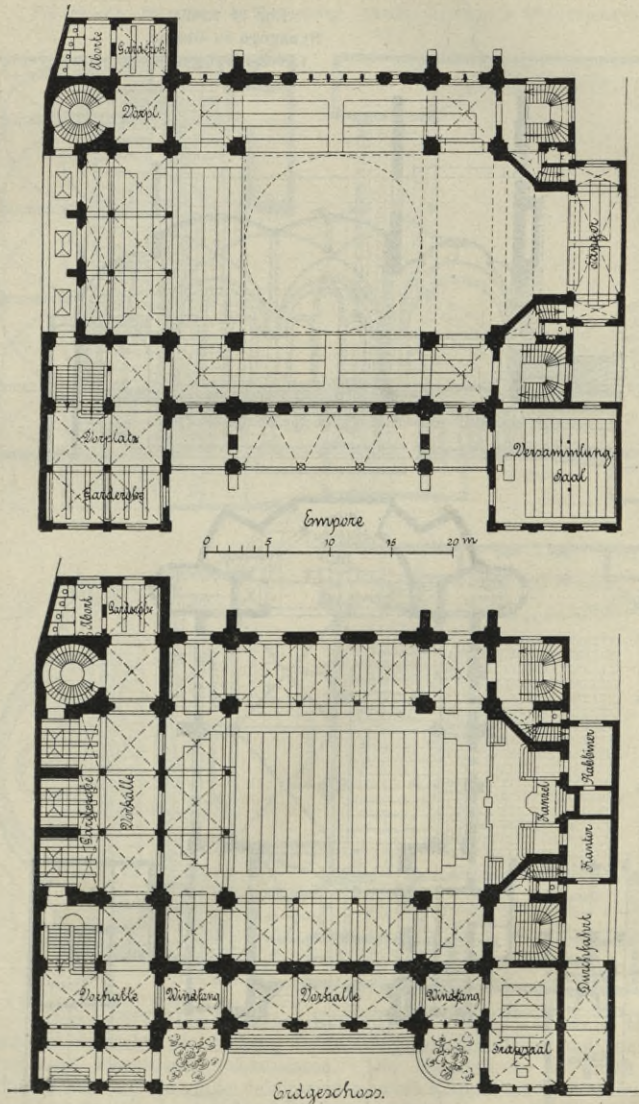 Aborte
Garderob.
Vorpl.
Sänger
Vorplatz
Garderobe
Versammlung
Saal
Empore
0 5 10 15 20 m
Abort
Garderobe
Garderobe
Vorhalle
Kanzel
Rabbiner
Kantor
Durchfahrt
Vorhalle
Windfang
Vorhalle
Windfang
Trausaal
Erdgeschoss.